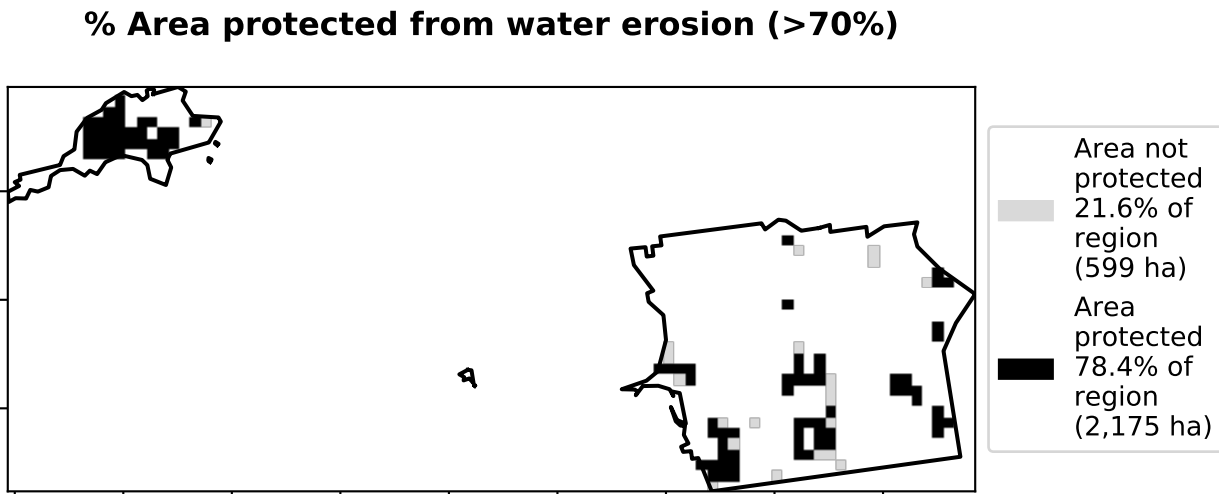 % Area protected from water erosion (>70%)
Area not
protected
21.6% of
region
(599 ha)
Area
protected
78.4% of
region
(2,175 ha)